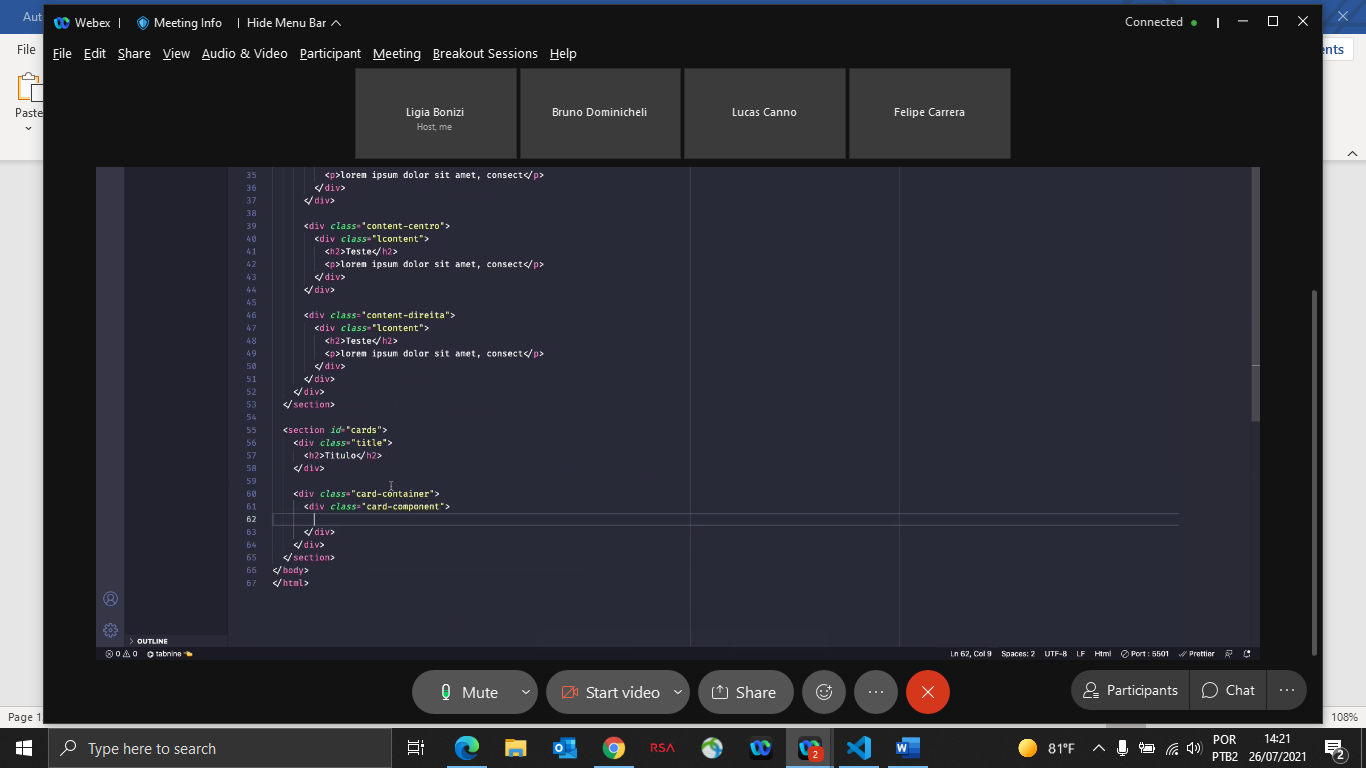 Aut
Webex | Meeting Info | Hide Menu Bar
Connected
File Edit Share View Audio & Video Participant Meeting Breakout Sessions Help
File
ents
Paste
Ligia Bonizi
Host, me
Bruno Dominicheli
Lucas Canno
Felipe Carrera
35 <p>lorem ipsum dolor sit amet, consect</p>
36 </div>
37 </div>
38
39 <div class="content-centro">
40 <div class="lcontent">
41 <h2>Teste</h2>
42 <p>lorem ipsum dolor sit amet, consect</p>
43 </div>
44 </div>
45
46 <div class="content-direita">
47 <div class="lcontent">
48 <h2>Teste</h2>
49 <p>lorem ipsum dolor sit amet, consect</p>
50 </div>
51 </div>
52 </div>
53 </section>
54
55 <section id="cards">
56 <div class="title">
57 <h2>Titulo</h2>
58 </div>
59
60 <div class="card-container">
61 <div class="card-component">
62
63 </div>
64 </div>
65 </section>
66 </body>
67 </html>
OUTLINE
0 0 tabnine Ln 62, Col 9 Spaces: 2 UTF-8 LF Html Port : 5501 Prettier
Mute Start video Share Participants Chat
Page 1 108%
Type here to search
RSA
2
81°F
POR
PTB2
14:21
26/07/2021
2